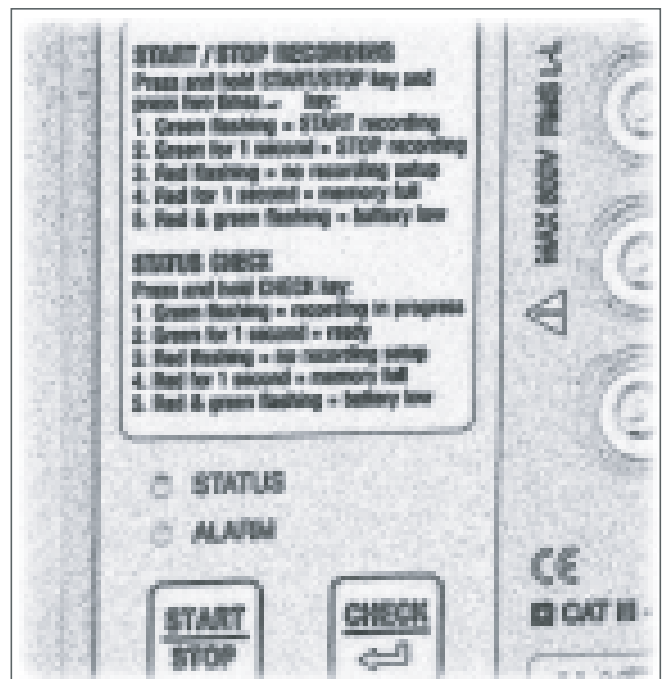 START / STOP RECORDING
Press and hold START/STOP key and
press two times ↵ key:
1. Green flashing = START recording
2. Green for 1 second = STOP recording
3. Red flashing = no recording setup
4. Red for 1 second = memory full
5. Red & green flashing = battery low
STATUS CHECK
Press and hold CHECK key:
1. Green flashing = recording in progress
2. Green for 1 second = ready
3. Red flashing = no recording setup
4. Red for 1 second = memory full
5. Red & green flashing = battery low
STATUS
ALARM
START
STOP
CHECK
MAX 600V
CE
CAT III